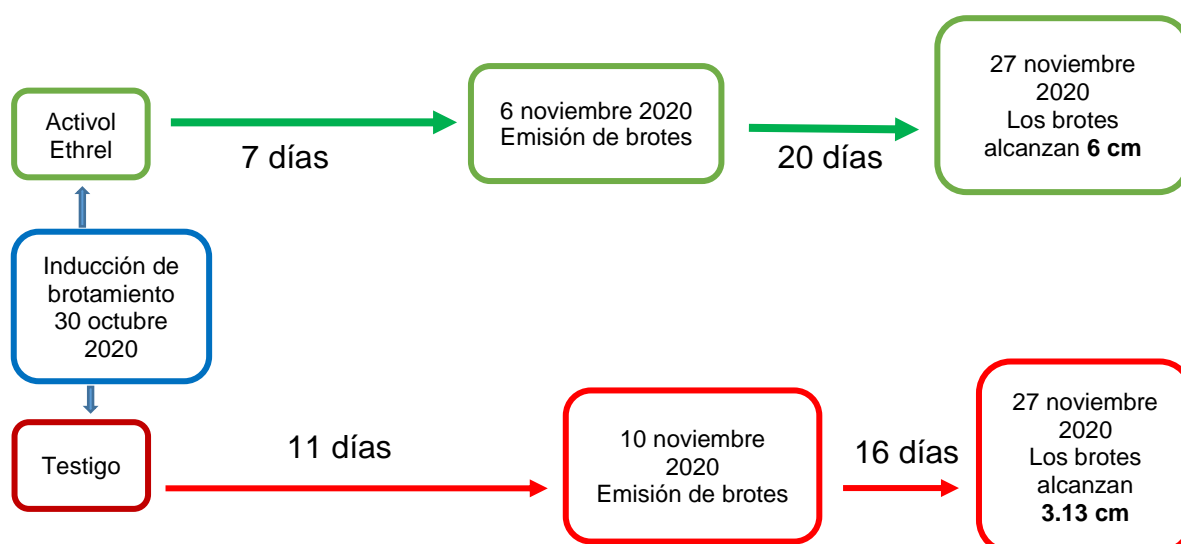 Activol
Ethrel
7 días
6 noviembre 2020
Emisión de brotes
20 días
27 noviembre
2020
Los brotes
alcanzan 6 cm
Inducción de
brotamiento
30 octubre
2020
Testigo
11 días
10 noviembre
2020
Emisión de brotes
16 días
27 noviembre
2020
Los brotes
alcanzan
3.13 cm